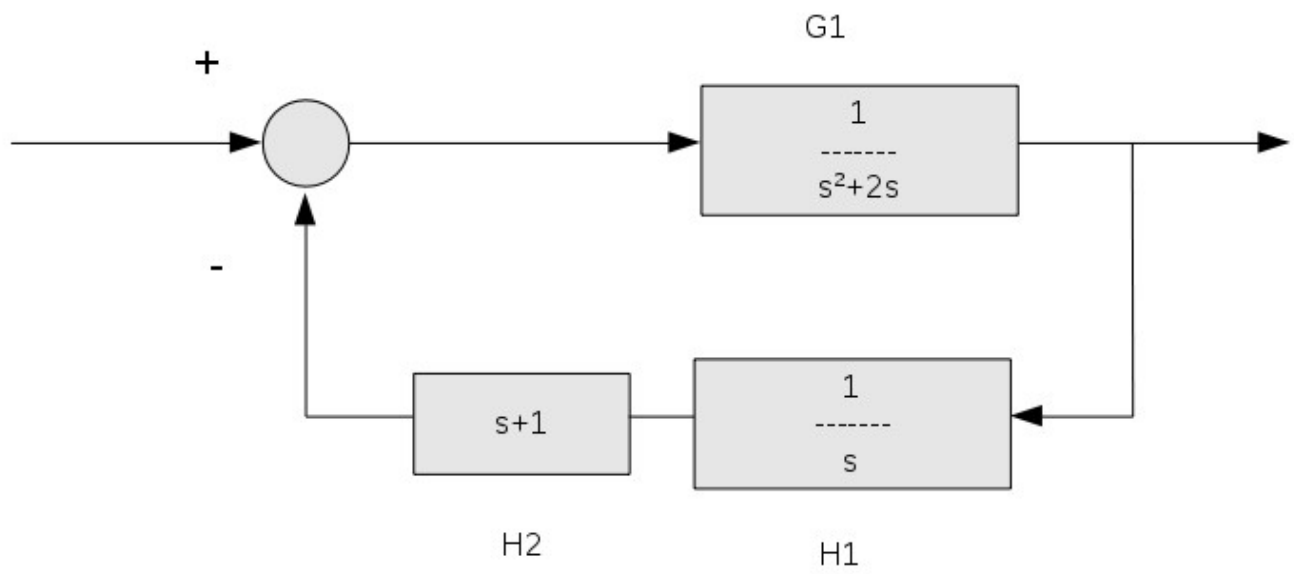 G1
+
1
-------
s²+2s
-
1
-------
s
s+1
H2
H1